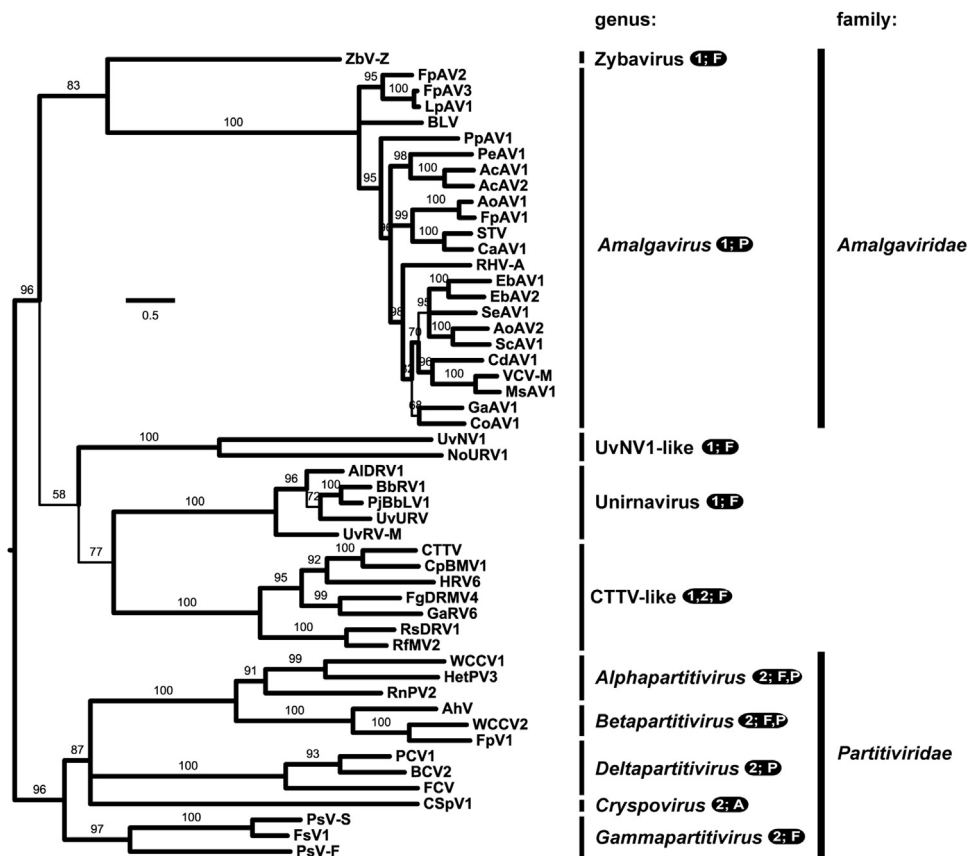 genus: family:
ZbV-Z
Zybavirus 1; F
83
95
FpAV2
100
FpAV3
LpAV1
100
BLV
PpAV1
98
PeAV1
100
AcAV1
AcAV2
95
100
AoAV1
FpAV1
99
96
STV
100
CaAV1
Amalgavirus 1; P
Amalgaviridae
RHV-A
100
EbAV1
EbAV2
96
0.5
95
SeAV1
98
100
AoAV2
ScAV1
70
96
CdAV1
100
VCV-M
MsAV1
68
GaAV1
CoAV1
100
UvNV1
NoURV1
UvNV1-like 1; F
58
AlDRV1
96
100
BbRV1
PjBbLV1
72
100
UvURV
UvRV-M
Unirnavirus 1; F
77
100
CTTV
CpBMV1
92
HRV6
95
99
FgDRMV4
GaRV6
100
100
RsDRV1
RfMV2
CTTV-like 1,2; F
99
WCCV1
HetPV3
91
RnPV2
100
Alphapartitivirus 2; F,P
AhV
100
100
WCCV2
FpV1
Betapartitivirus 2; F,P
87
93
PCV1
BCV2
100
FCV
Deltapartitivirus 2; P
Partitiviridae
96
CSpV1
Cryspovirus 2; A
100
PsV-S
FsV1
97
PsV-F
Gammapartitivirus 2; F